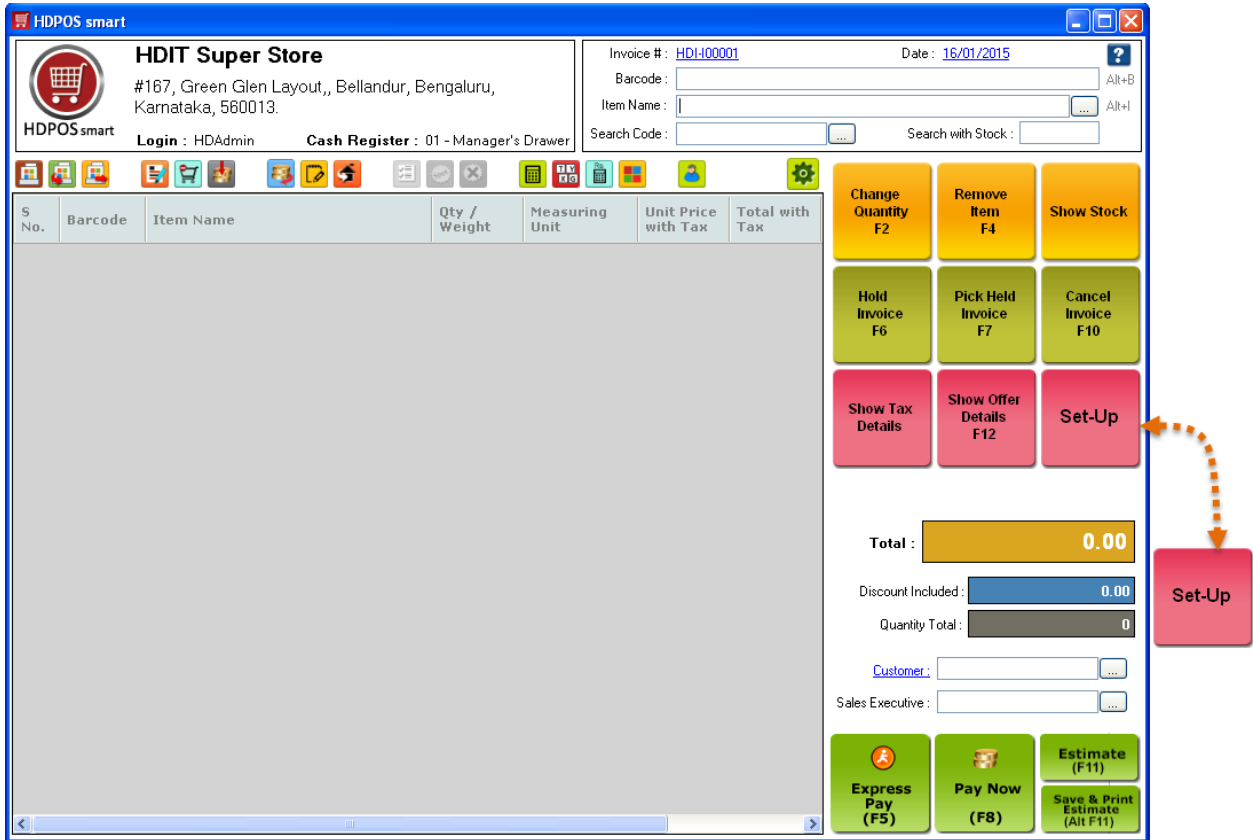 HDPOS smart
HDPOS smart
HDIT Super Store
#167, Green Glen Layout,, Bellandur, Bengaluru,
Karnataka, 560013.
Login : HDAdmin Cash Register : 01 - Manager's Drawer
Invoice # : HDI-I00001 Date : 16/01/2015 ?
Barcode : Alt+B
Item Name : ... Alt+I
Search Code : ... Search with Stock :
S No. Barcode Item Name Qty / Weight Measuring Unit Unit Price with Tax Total with Tax
Change
Quantity
F2
Remove
Item
F4
Show Stock
Hold
Invoice
F6
Pick Held
Invoice
F7
Cancel
Invoice
F10
Show Tax
Details
Show Offer
Details
F12
Set-Up
Total : 0.00
Discount Included : 0.00
Quantity Total : 0
Set-Up
Customer : ...
Sales Executive : ...
Express
Pay
(F5)
Pay Now
(F8)
Estimate
(F11)
Save & Print
Estimate
(Alt F11)